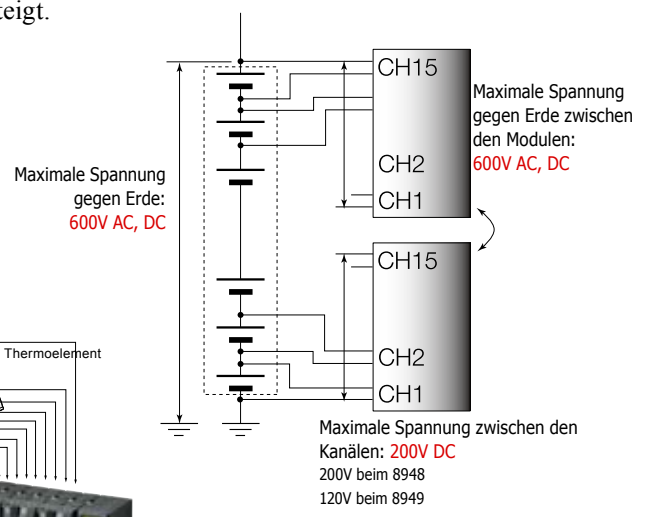 teigt.
CH15
Maximale Spannung
gegen Erde zwischen
den Modulen:
600V AC, DC
CH2
CH1
Maximale Spannung
gegen Erde:
600V AC, DC
CH15
CH2
CH1
Thermoelement
Maximale Spannung zwischen den
Kanälen: 200V DC
200V beim 8948
120V beim 8949